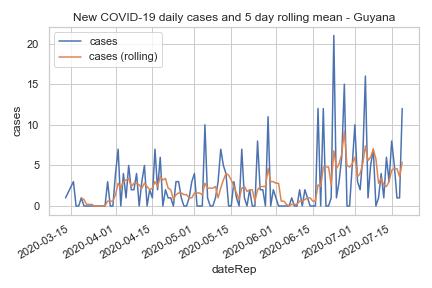 New COVID-19 daily cases and 5 day rolling mean - Guyana
cases
cases (rolling)
20
15
10
5
0
cases
2020-03-15
2020-04-01
2020-04-15
2020-05-01
2020-05-15
2020-06-01
2020-06-15
2020-07-01
2020-07-15
dateRep